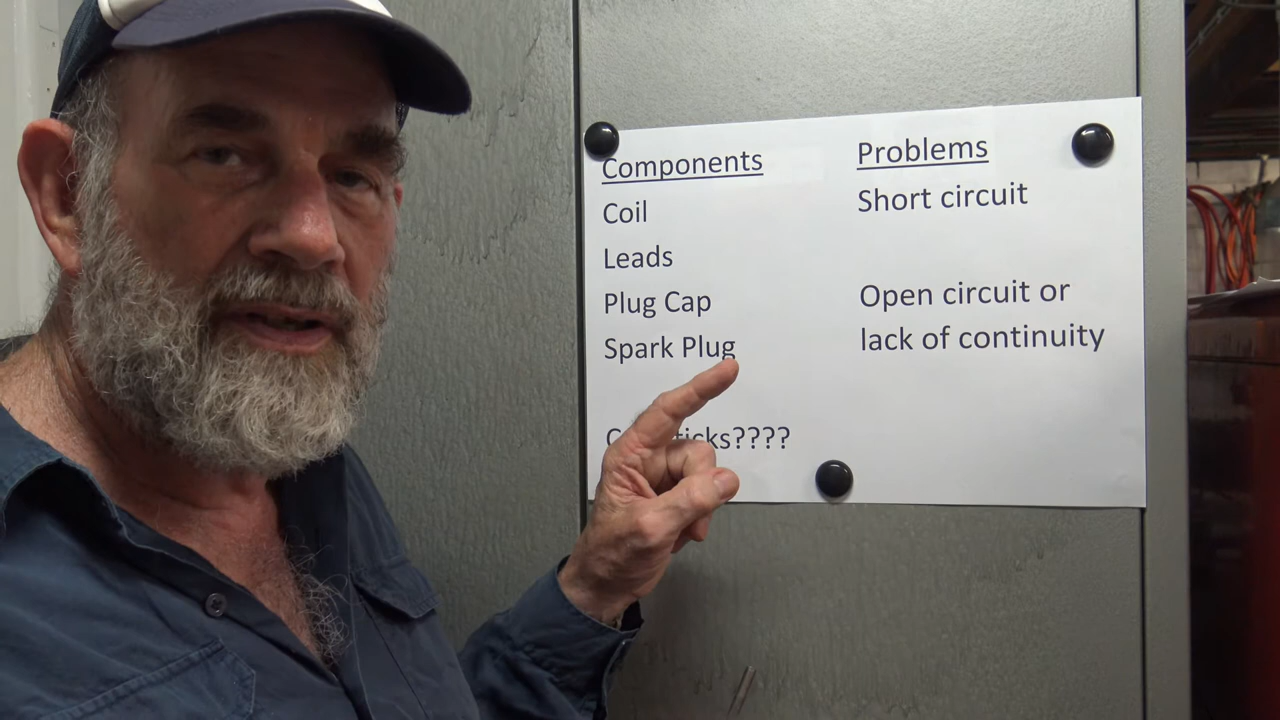 Components
Coil
Leads
Plug Cap
Spark Plug
Problems
Short circuit
Open circuit or
lack of continuity